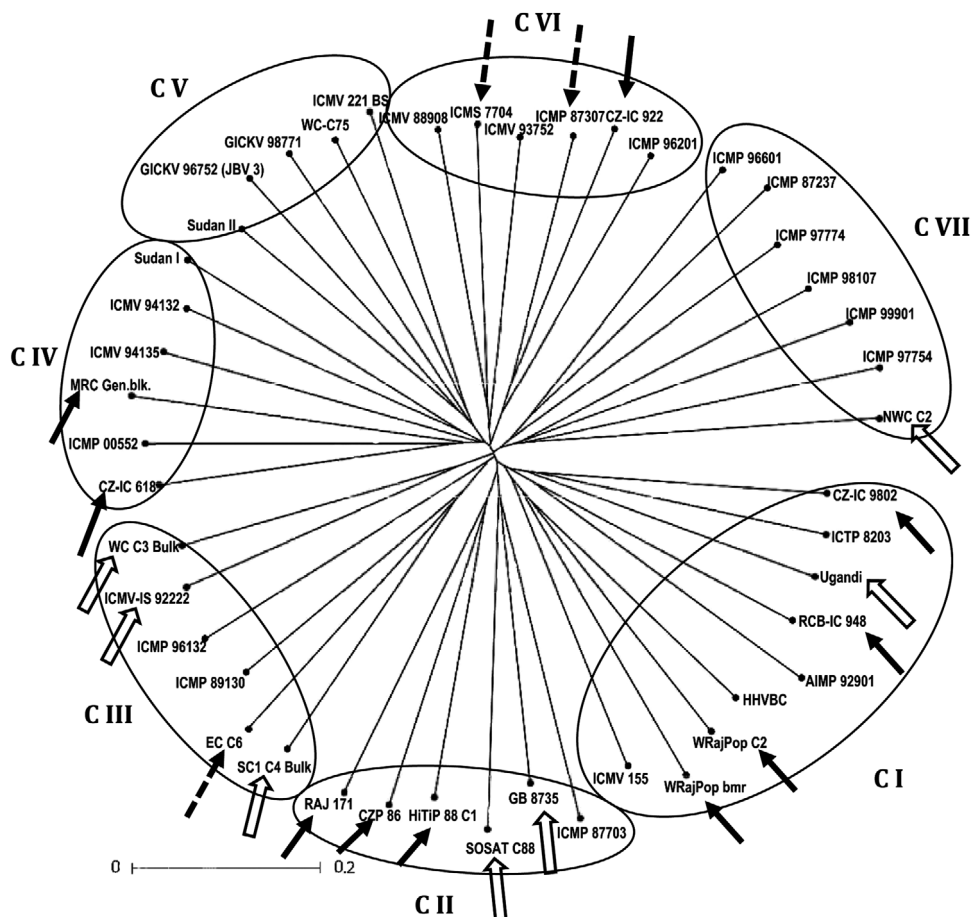 C VI
C V
ICMV 221 BS
ICMV 88908
ICMS 7704
ICMV 93752
ICMP 87307
CZ-IC 922
ICMP 96201
WC-C75
GICKV 98771
GICKV 96752 (JBV 3)
Sudan II
ICMP 96601
ICMP 87237
C VII
ICMP 97774
ICMP 98107
ICMP 99901
ICMP 97754
NWC C2
Sudan I
ICMV 94132
C IV
ICMV 94135
MRC Gen.blk.
ICMP 00552
CZ-IC 618
CZ-IC 9802
ICTP 8203
Ugandi
RCB-IC 948
AIMP 92901
HHVBC
WRajPop C2
WRajPop bmr
ICMV 155
C I
WC C3 Bulk
ICMV-IS 92222
ICMP 96132
ICMP 89130
C III
EC C6
SC1 C4 Bulk
RAJ 171
CZP 86
HiTiP 88 C1
SOSAT C88
GB 8735
ICMP 87703
C II
0
0.2